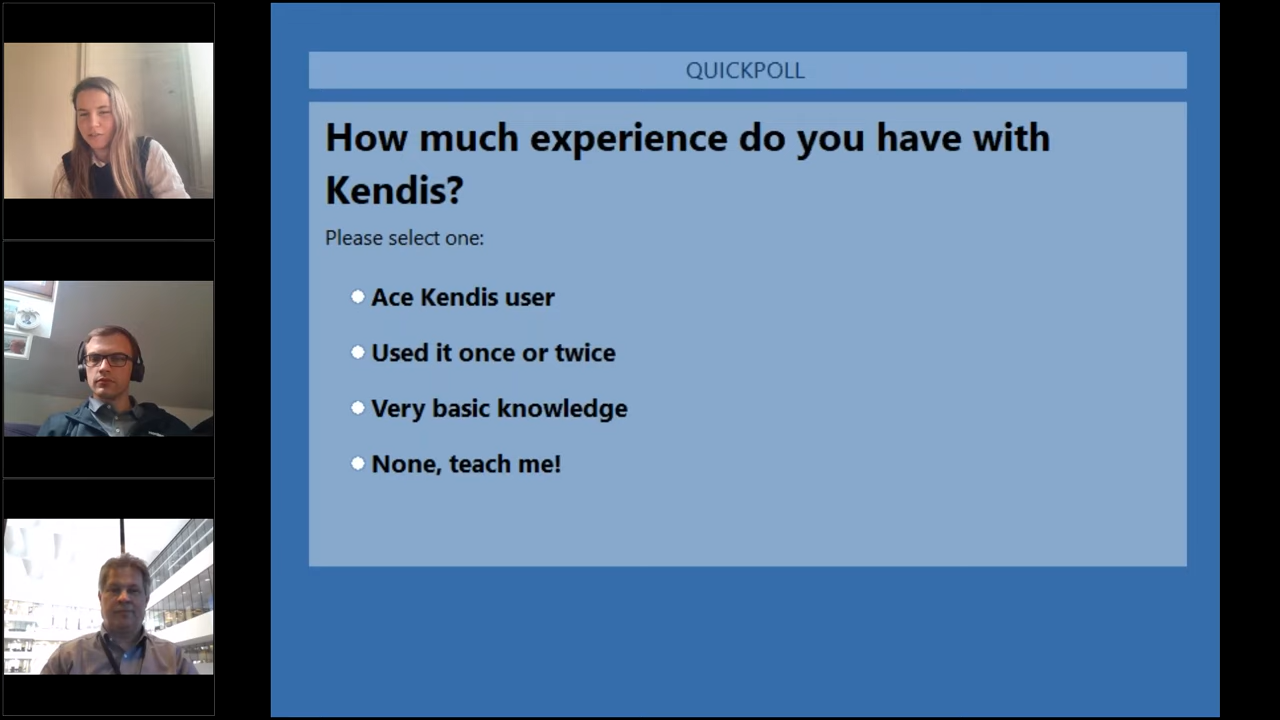 QUICKPOLL
How much experience do you have with
Kendis?
Please select one:
Ace Kendis user
Used it once or twice
Very basic knowledge
None, teach me!